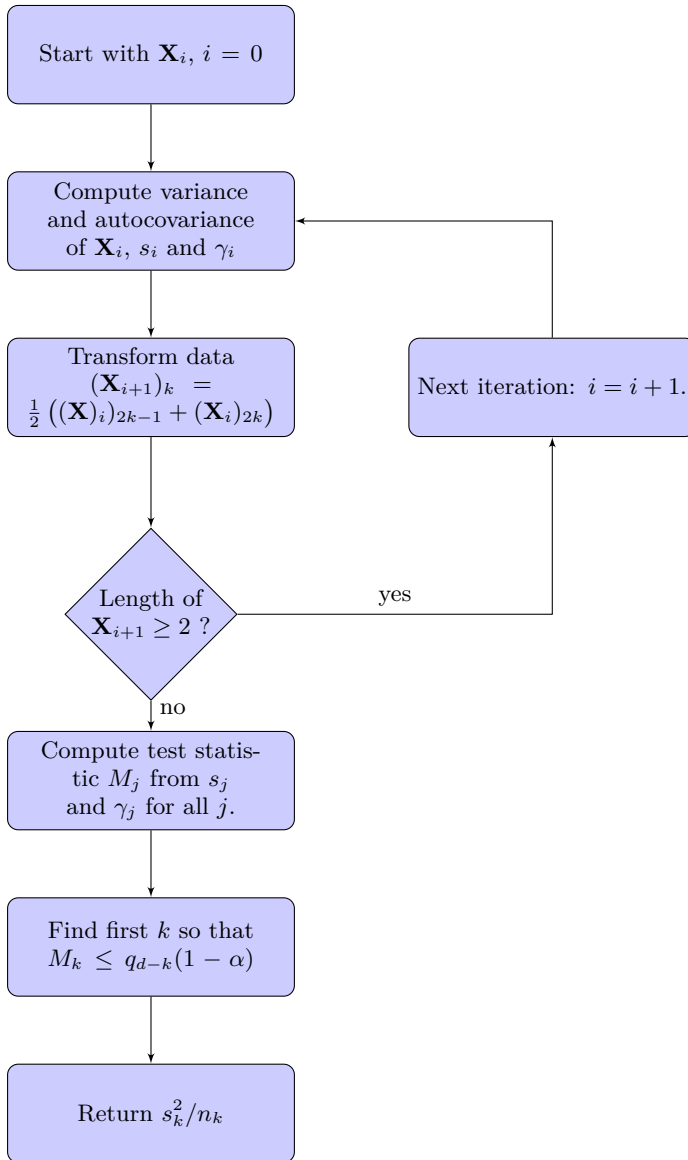 Start with X_i, i = 0
Compute variance
and autocovariance
of X_i, s_i and γ_i
Transform data
(X_{i+1})_k =
½ ((X)_i)_{2k−1} + (X_i)_{2k})
Next iteration: i = i + 1.
Length of
X_{i+1} ≥ 2 ?
yes
no
Compute test statis-
tic M_j from s_j
and γ_j for all j.
Find first k so that
M_k ≤ q_{d−k}(1 − α)
Return s_k^2/n_k